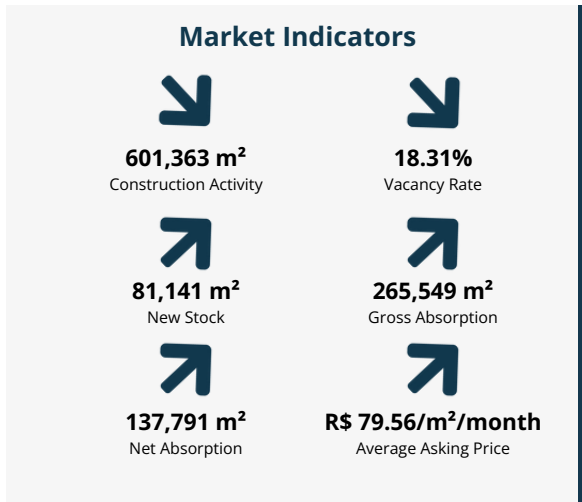 Market Indicators
601,363 m²
Construction Activity
18.31%
Vacancy Rate
81,141 m²
New Stock
265,549 m²
Gross Absorption
137,791 m²
Net Absorption
R$ 79.56/m²/month
Average Asking Price